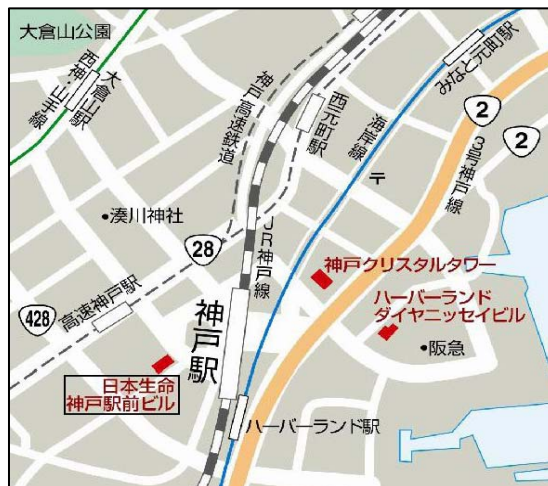 大倉山公園
大倉山駅
西神・山手線
神戸高速鉄道
西元町駅
みなと元町駅
海岸線
2
2
3号神戸線
〒
湊川神社
28
JR神戸線
神戸クリスタルタワー
428
高速神戸駅
神戸駅
ハーバーランド
ダイヤニッセイビル
阪急
日本生命
神戸駅前ビル
ハーバーランド駅